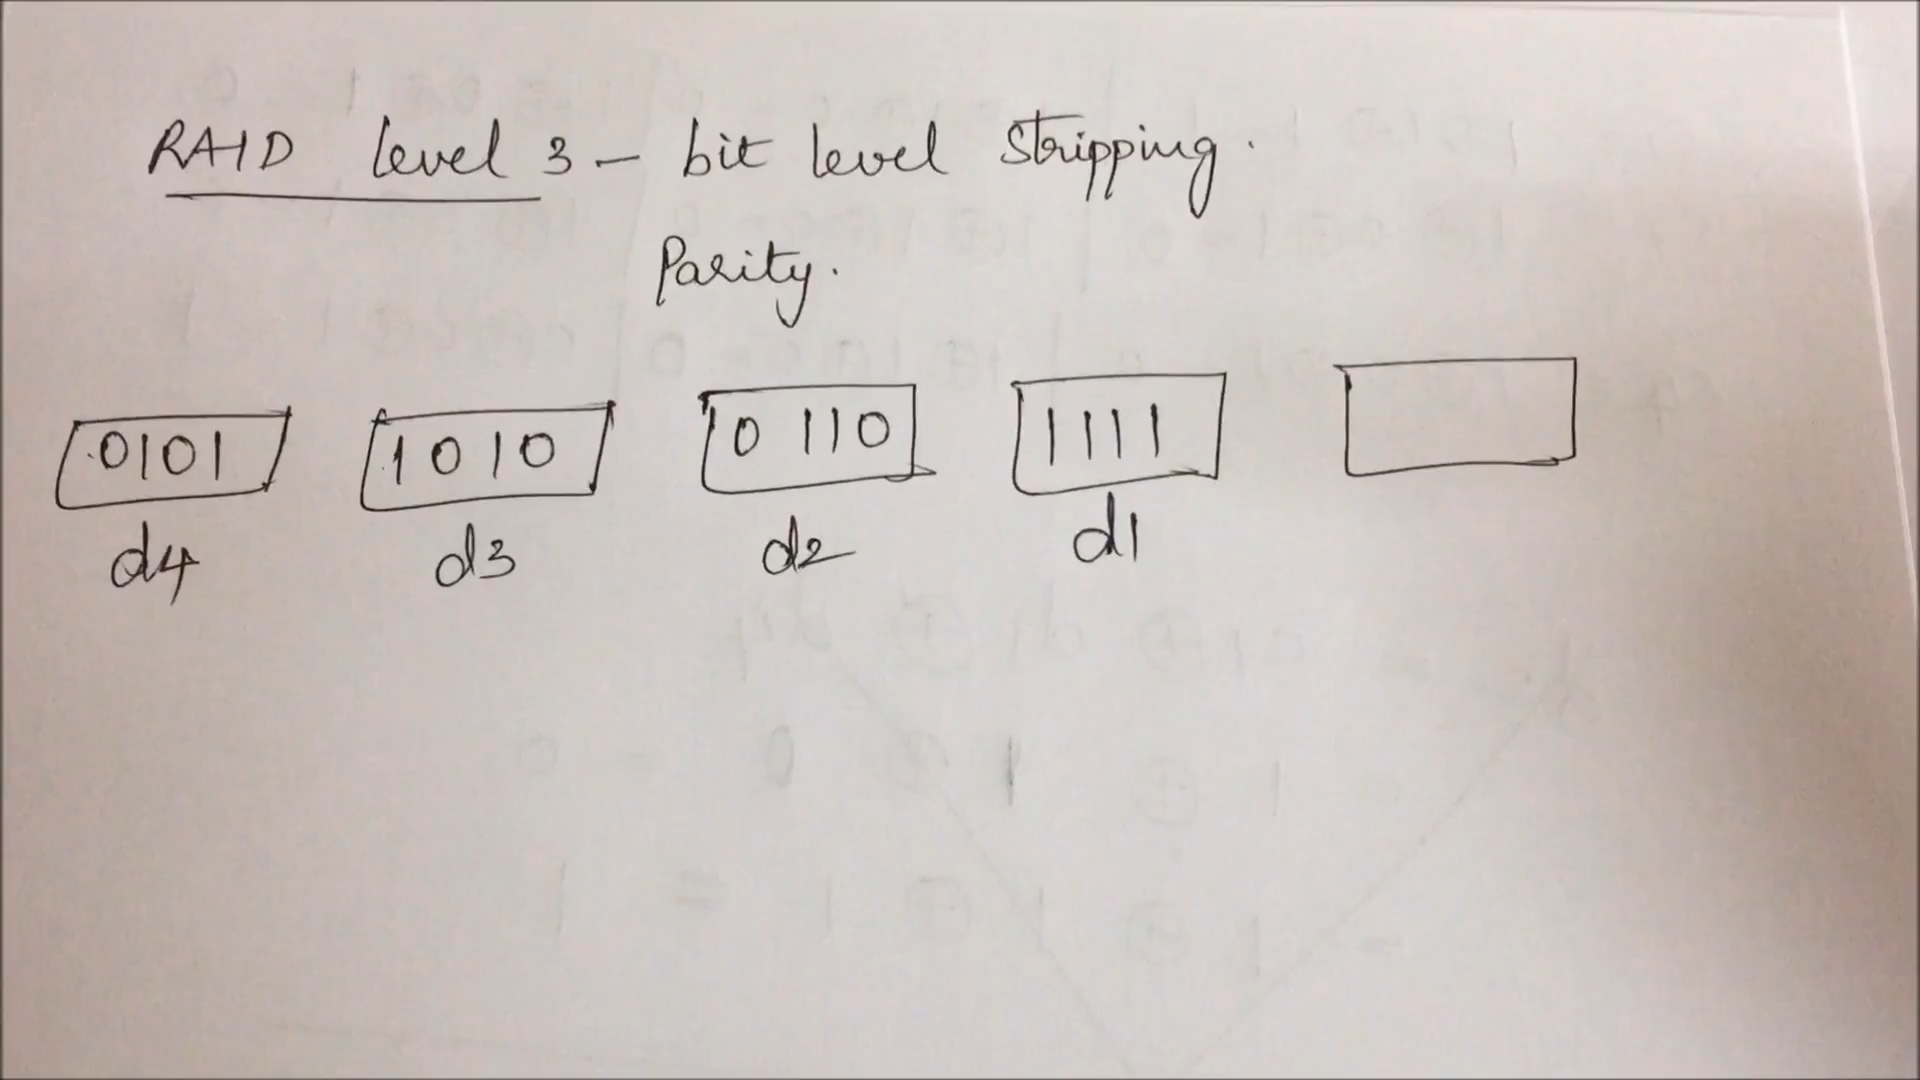 RAID level 3 - bit level stripping.
Parity.
0101 1010 0110 1111
d4 d3 d2 d1